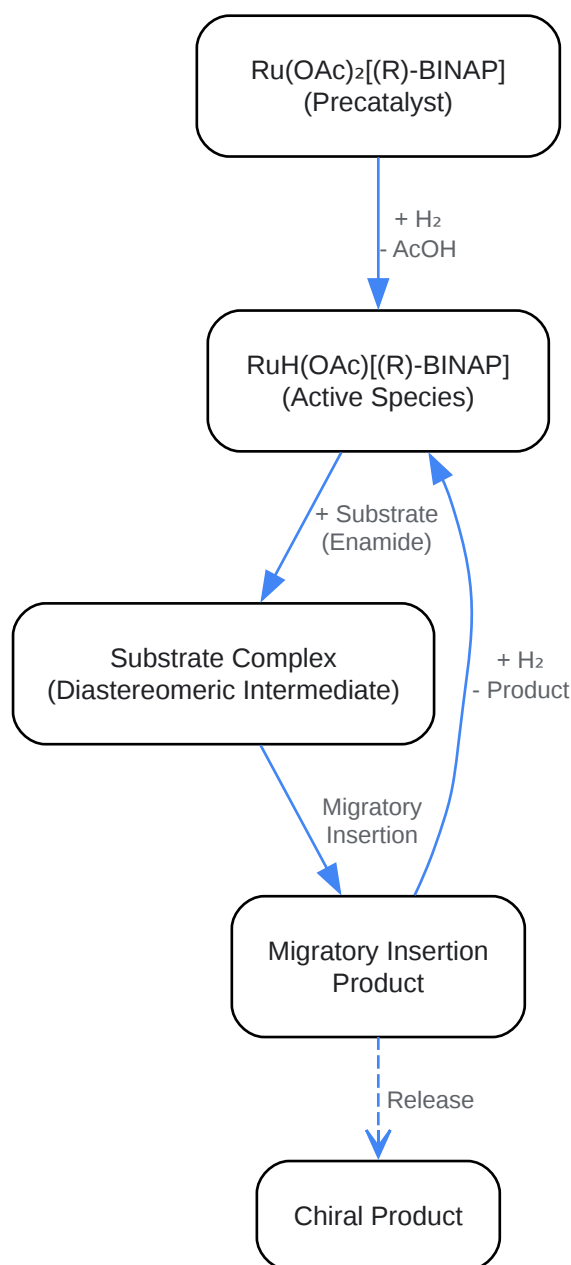 Ru(OAc)₂[(R)-BINAP]
(Precatalyst)
+ H₂
- AcOH
RuH(OAc)[(R)-BINAP]
(Active Species)
+ Substrate
(Enamide)
Substrate Complex
(Diastereomeric Intermediate)
+ H₂
- Product
Migratory
Insertion
Migratory Insertion
Product
Release
Chiral Product